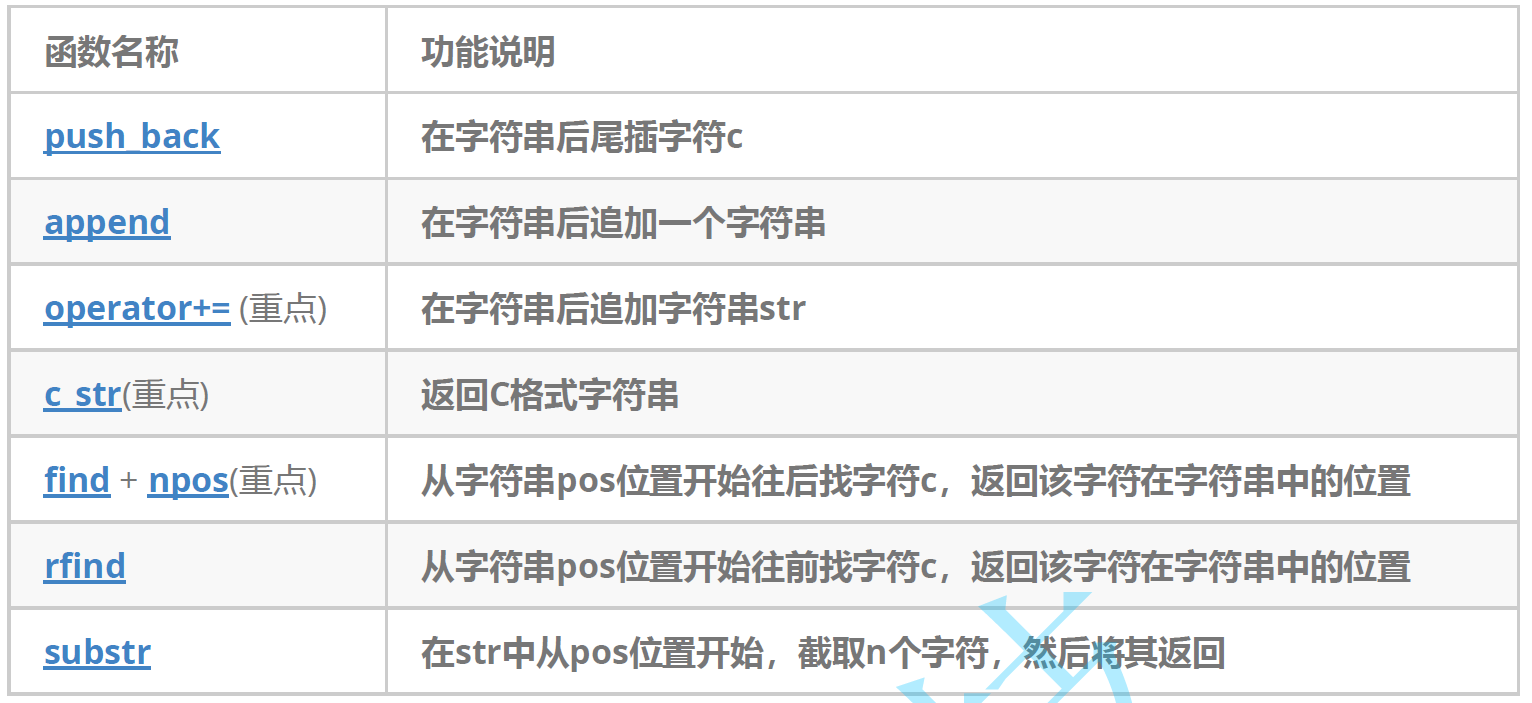 函数名称 功能说明
push_back 在字符串后尾插字符c
append 在字符串后追加一个字符串
operator+= (重点) 在字符串后追加字符串str
c_str(重点) 返回C格式字符串
find + npos(重点) 从字符串pos位置开始往后找字符c，返回该字符在字符串中的位置
rfind 从字符串pos位置开始往前找字符c，返回该字符在字符串中的位置
substr 在str中从pos位置开始，截取n个字符，然后将其返回